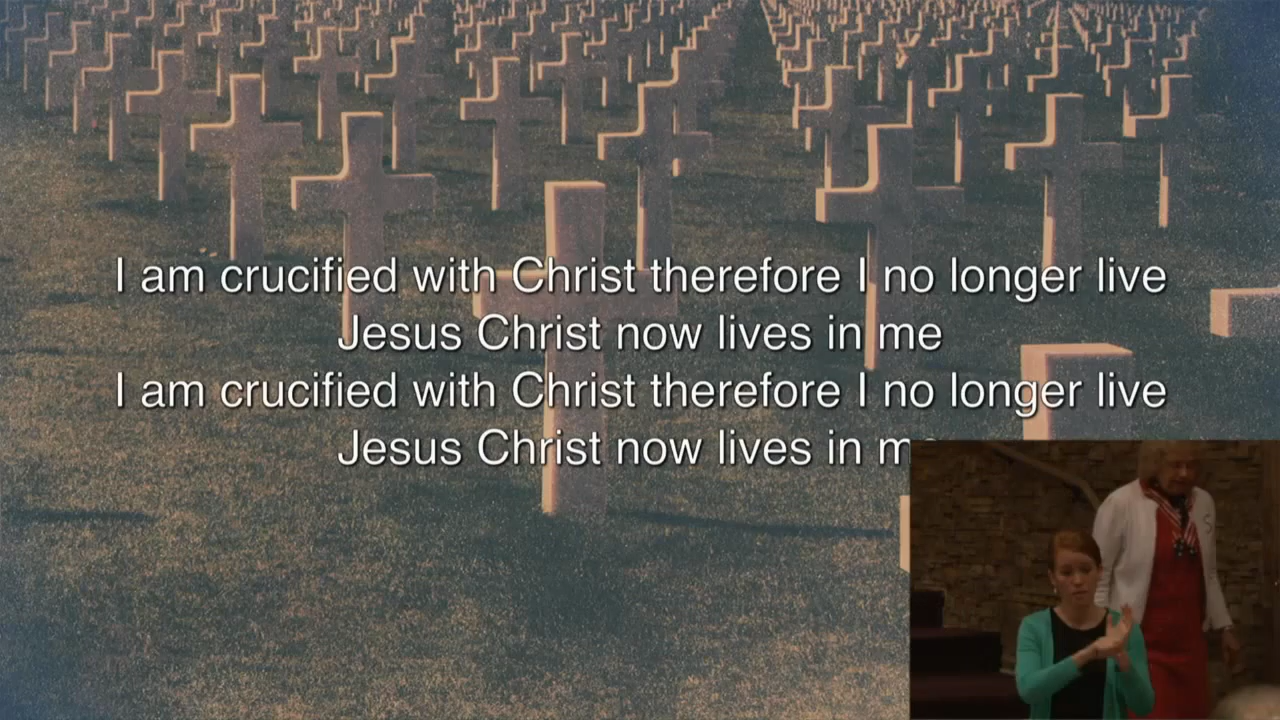 I am crucified with Christ therefore I no longer live
Jesus Christ now lives in me
I am crucified with Christ therefore I no longer live
Jesus Christ now lives in me